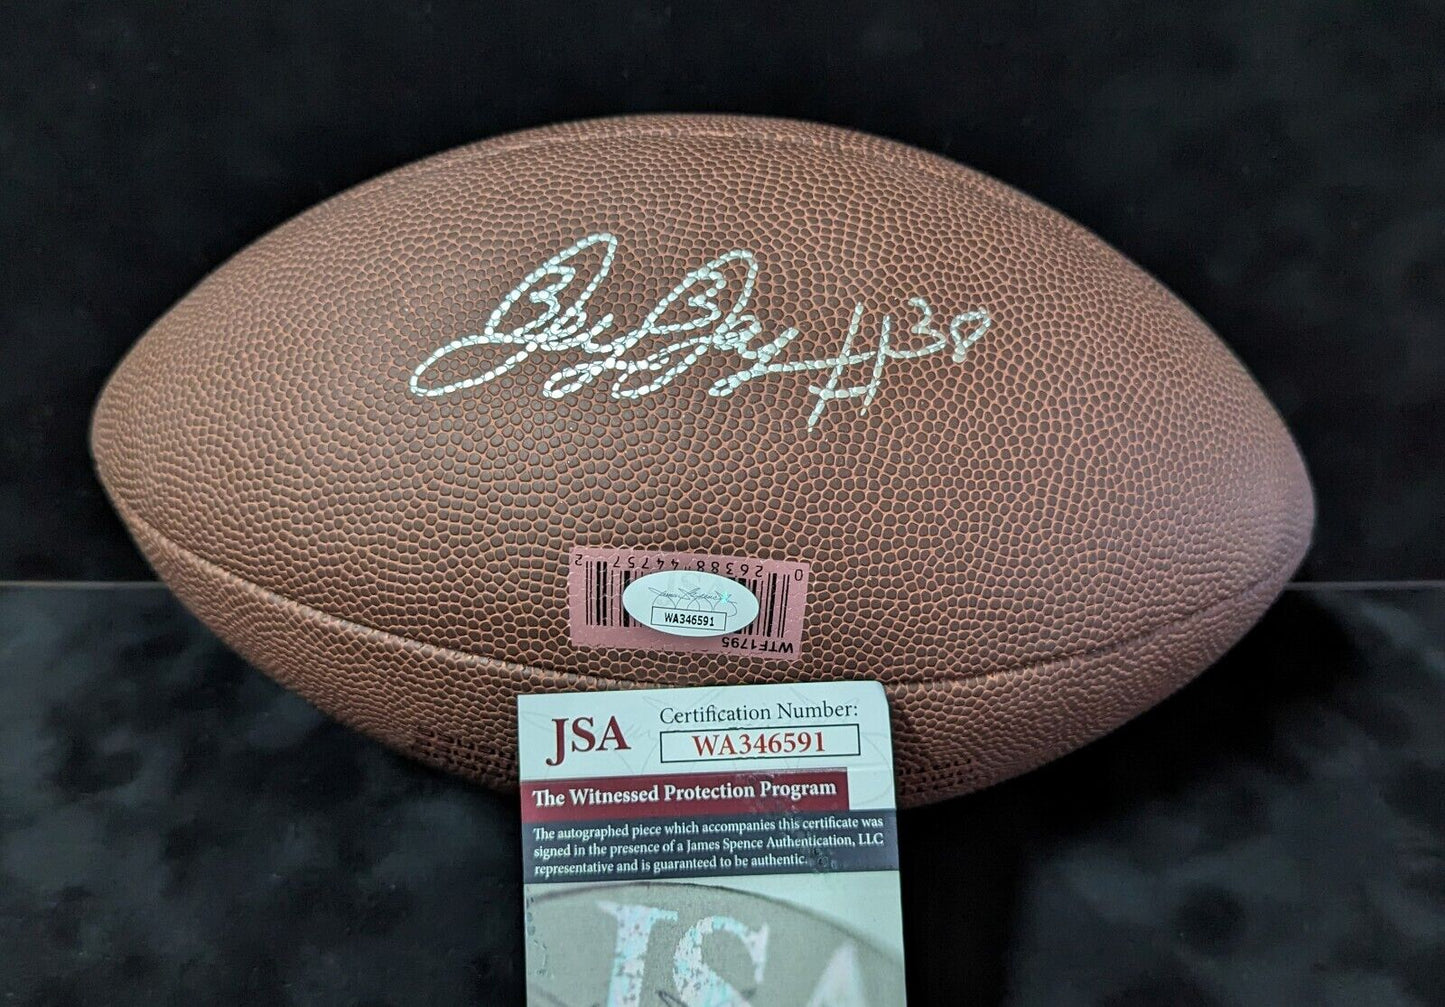 #38
0 26388 44757 2
WA346591
WTF1795
JSA
Certification Number:
WA346591
The Witnessed Protection Program
The autographed piece which accompanies this certificate was
signed in the presence of a James Spence Authentication, LLC
representative and is guaranteed to be authentic.
JSA